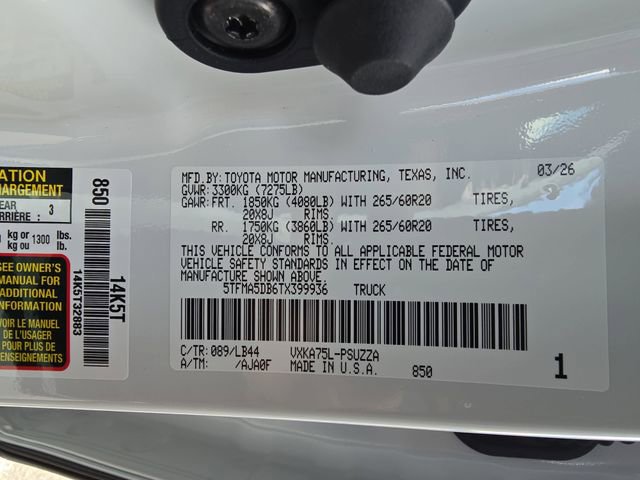 ATION
HARGEMENT
EAR
RRIÈRE : 3
kg or 1300 lbs.
kg ou lb.
SEE OWNER'S
MANUAL FOR
ADDITIONAL
INFORMATION
VOIR LE MANUEL
DE L'USAGER
POUR PLUS DE
RENSEIGNEMENTS
850
14K5T
14K5T32883
MFD.BY: TOYOTA MOTOR MANUFACTURING, TEXAS, INC. 03/26
GVWR: 3300KG (7275LB)
GAWR: FRT. 1850KG (4080LB) WITH 265/60R20 TIRES,
20X8J RIMS.
RR. 1750KG (3860LB) WITH 265/60R20 TIRES,
20X8J RIMS.
THIS VEHICLE CONFORMS TO ALL APPLICABLE FEDERAL MOTOR
VEHICLE SAFETY STANDARDS IN EFFECT ON THE DATE OF
MANUFACTURE SHOWN ABOVE.
5TFMA5DB6TX399936 TRUCK
C/TR: 089/LB44 VXKA75L-PSUZZA
A/TM: /AJA0F MADE IN U.S.A. 850 1